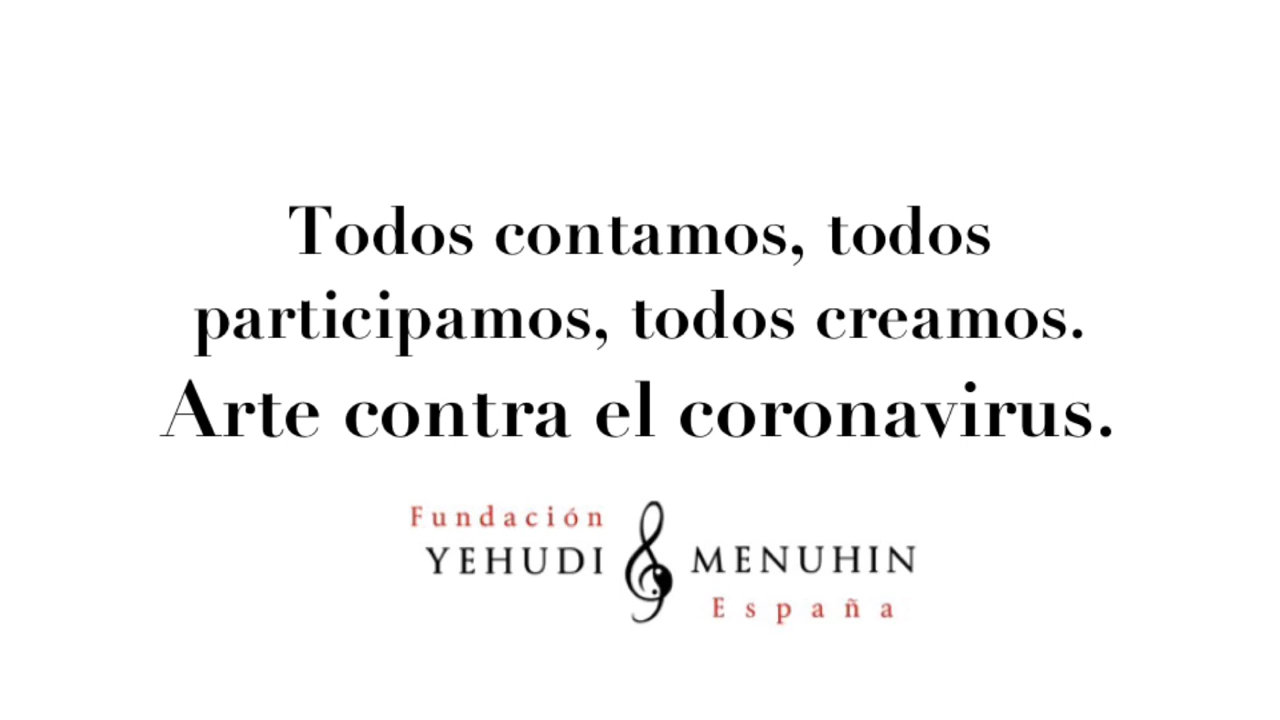 Todos contamos, todos
participamos, todos creamos.
Arte contra el coronavirus.
Fundación
YEHUDI MENUHIN
España